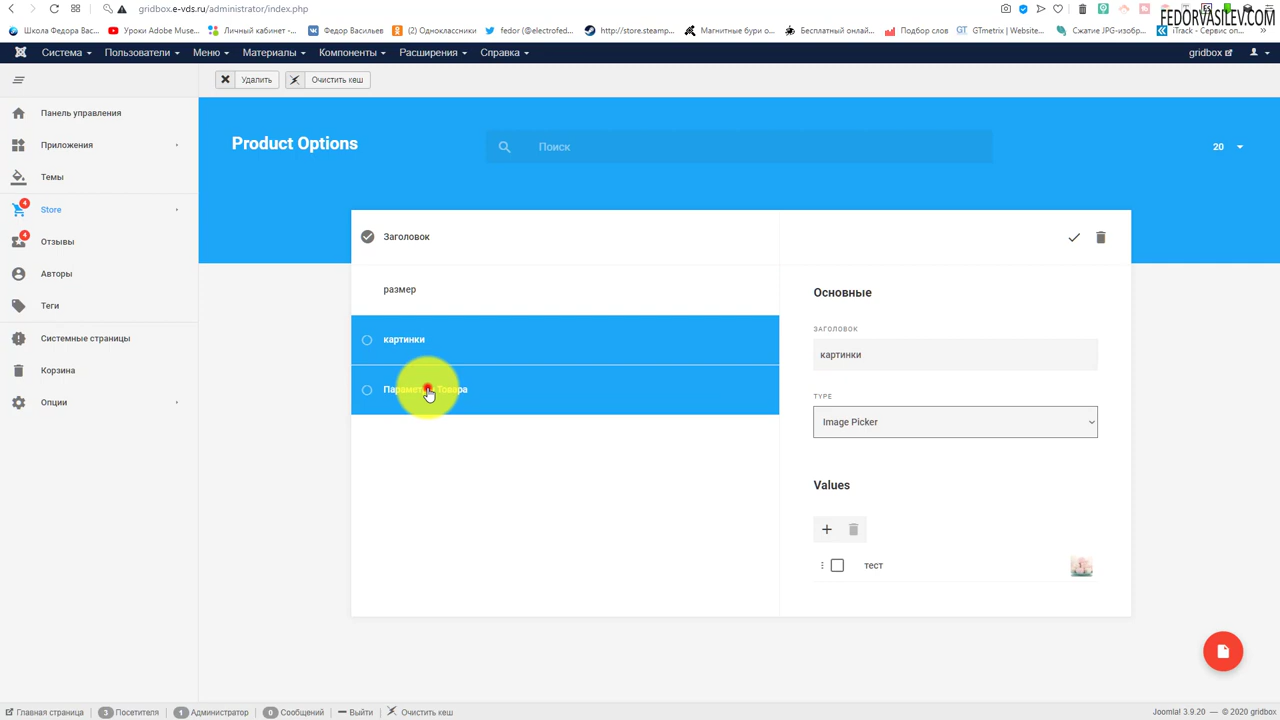 gridbox.e-vds.ru/administrator/index.php
FEDORVASILEV.COM
Школа Федора Вас...
Уроки Adobe Muse...
Личный кабинет -...
Федор Васильев
(2) Одноклассники
fedor (@electrofed...
http://store.steamp...
Магнитные бури о...
Бесплатный онлай...
Подбор слов
GTmetrix | Website...
Сжатие JPG-изобр...
iTrack - Сервис оп...
Система
Пользователи
Меню
Материалы
Компоненты
Расширения
Справка
gridbox
Удалить
Очистить кеш
Панель управления
Приложения
Темы
4
Store
4
Отзывы
Авторы
Теги
Системные страницы
Корзина
Опции
Product Options
Поиск
20
Заголовок
размер
картинки
Товара
Основные
ЗАГОЛОВОК
картинки
TYPE
Image Picker
Values
тест
Главная страница
3 Посетителя
1 Администратор
0 Сообщений
Выйти
Очистить кеш
Joomla! 3.9.20 — © 2020 gridbox